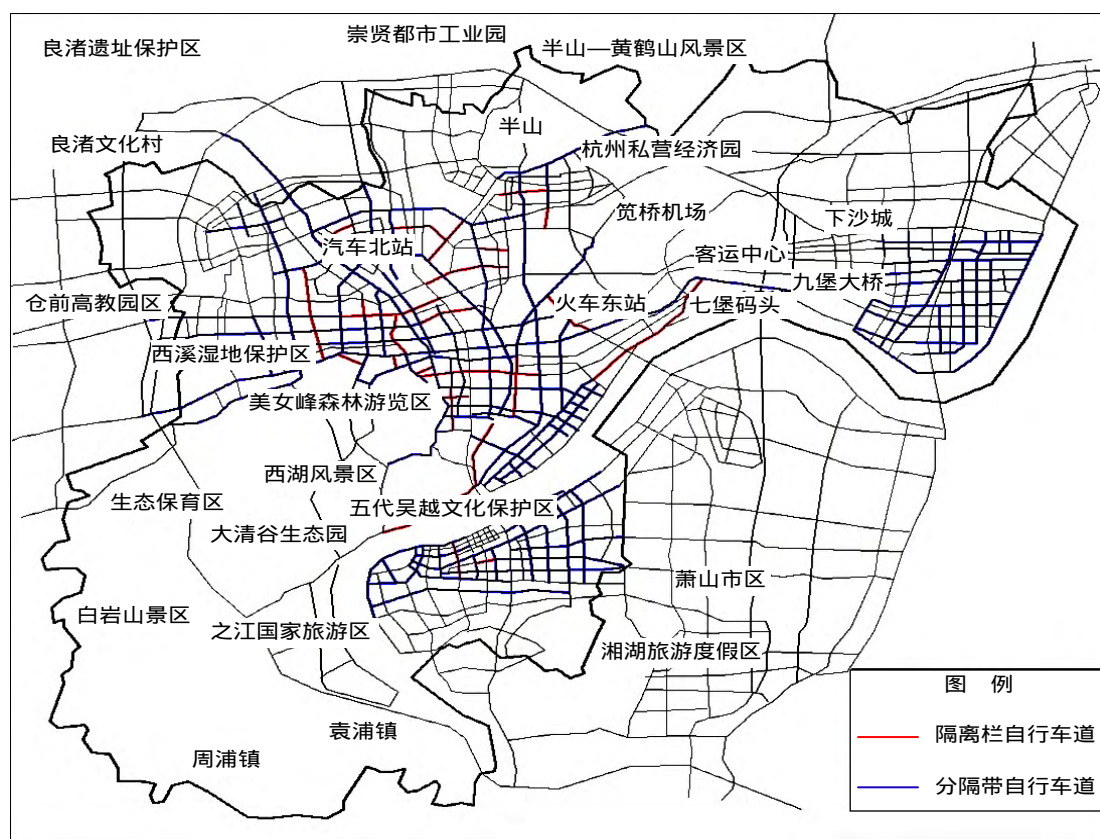 崇贤都市工业园
良渚遗址保护区
半山—黄鹤山风景区
半山
良渚文化村
杭州私营经济园
笕桥机场
下沙城
汽车北站
客运中心
九堡大桥
仓前高教园区
火车东站
七堡码头
西溪湿地保护区
美女峰森林游览区
西湖风景区
生态保育区
五代吴越文化保护区
大清谷生态园
萧山市区
白岩山景区
之江国家旅游区
湘湖旅游度假区
图 例
袁浦镇
隔离栏自行车道
周浦镇
分隔带自行车道